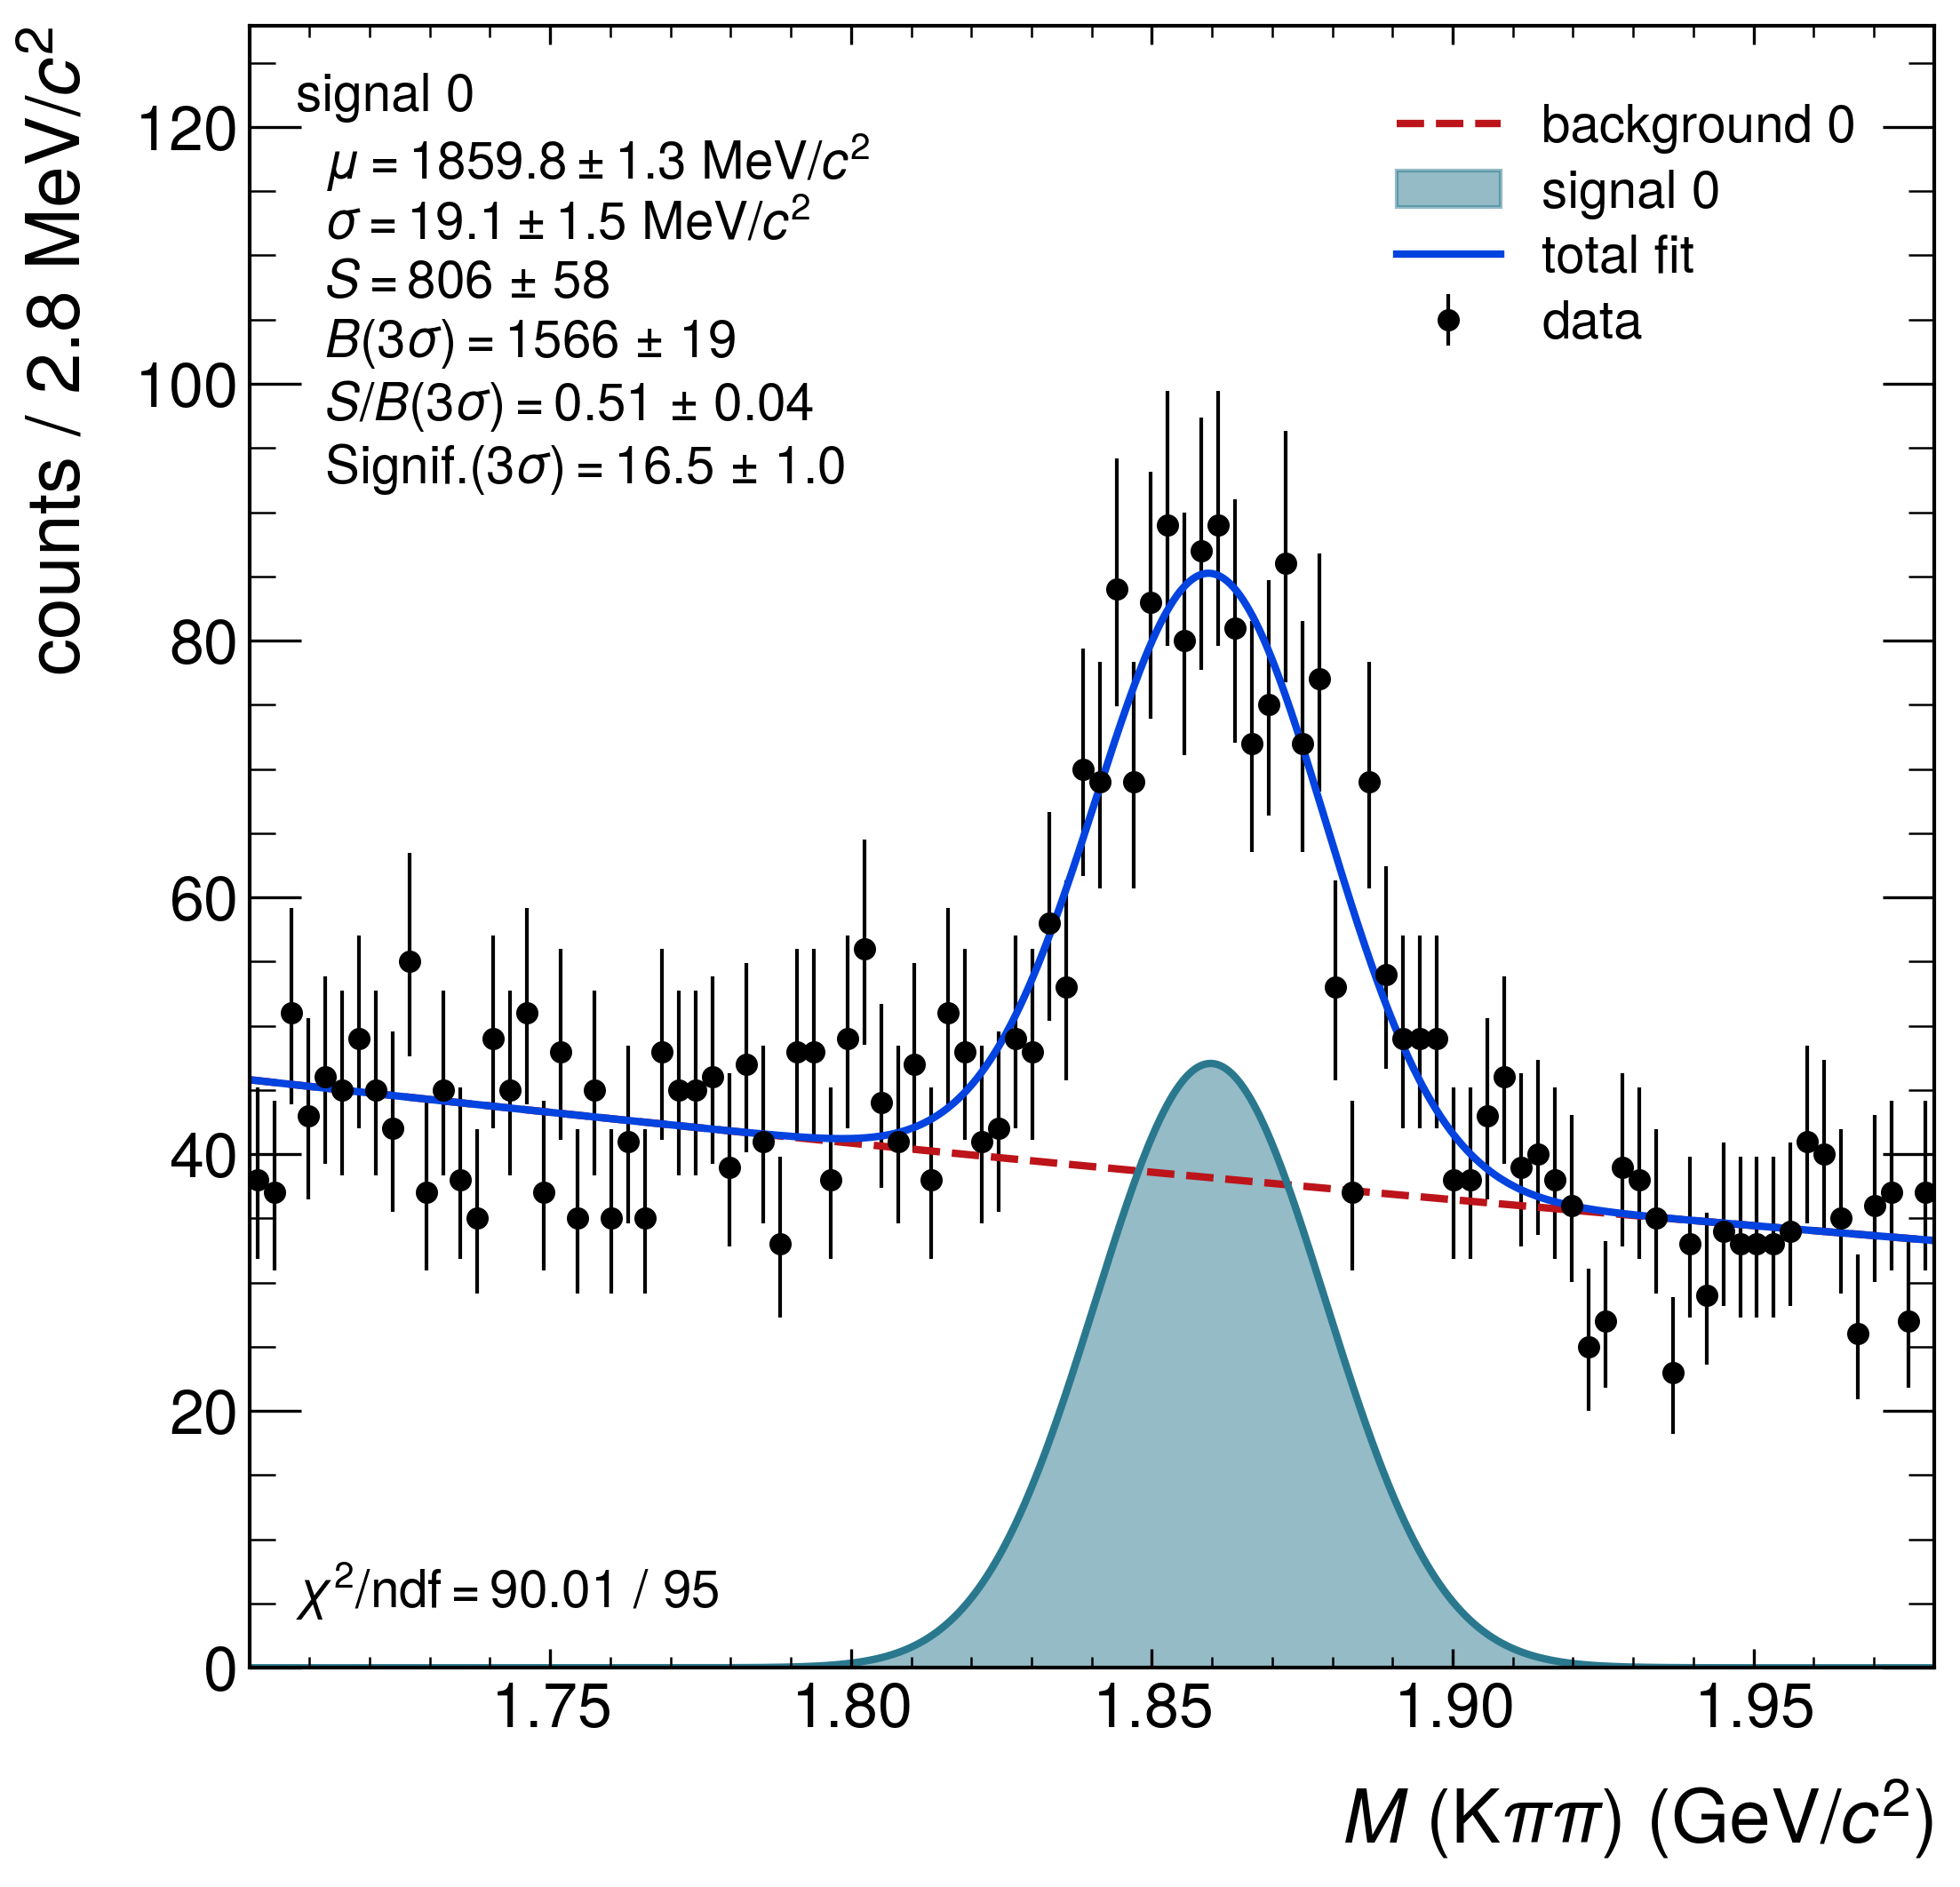 counts / 2.8 MeV/c²
signal 0
μ = 1859.8 ± 1.3 MeV/c²
σ = 19.1 ± 1.5 MeV/c²
S = 806 ± 58
B(3σ) = 1566 ± 19
S/B(3σ) = 0.51 ± 0.04
Signif.(3σ) = 16.5 ± 1.0
background 0
signal 0
total fit
data
120
100
80
60
40
20
0
χ²/ndf = 90.01 / 95
1.75 1.80 1.85 1.90 1.95
M (Kππ) (GeV/c²)